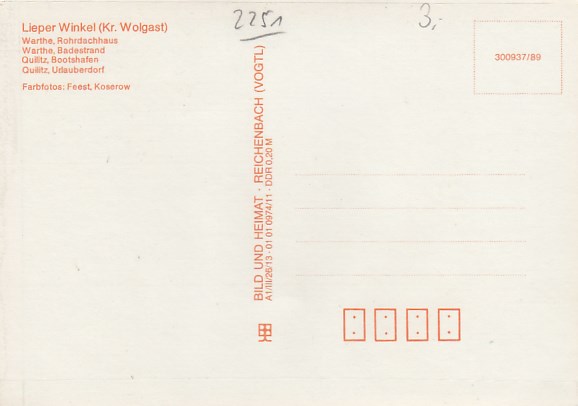 2251
3,-
Lieper Winkel (Kr. Wolgast)
Warthe, Rohrdachhaus
Warthe, Badestrand
Quilitz, Bootshafen
Quilitz, Urlauberdorf
Farbfotos: Feest, Koserow
300937/89
BILD UND HEIMAT · REICHENBACH (VOGTL)
A1/III/26/13 · 01 01 0974/11 · DDR 0,20 M